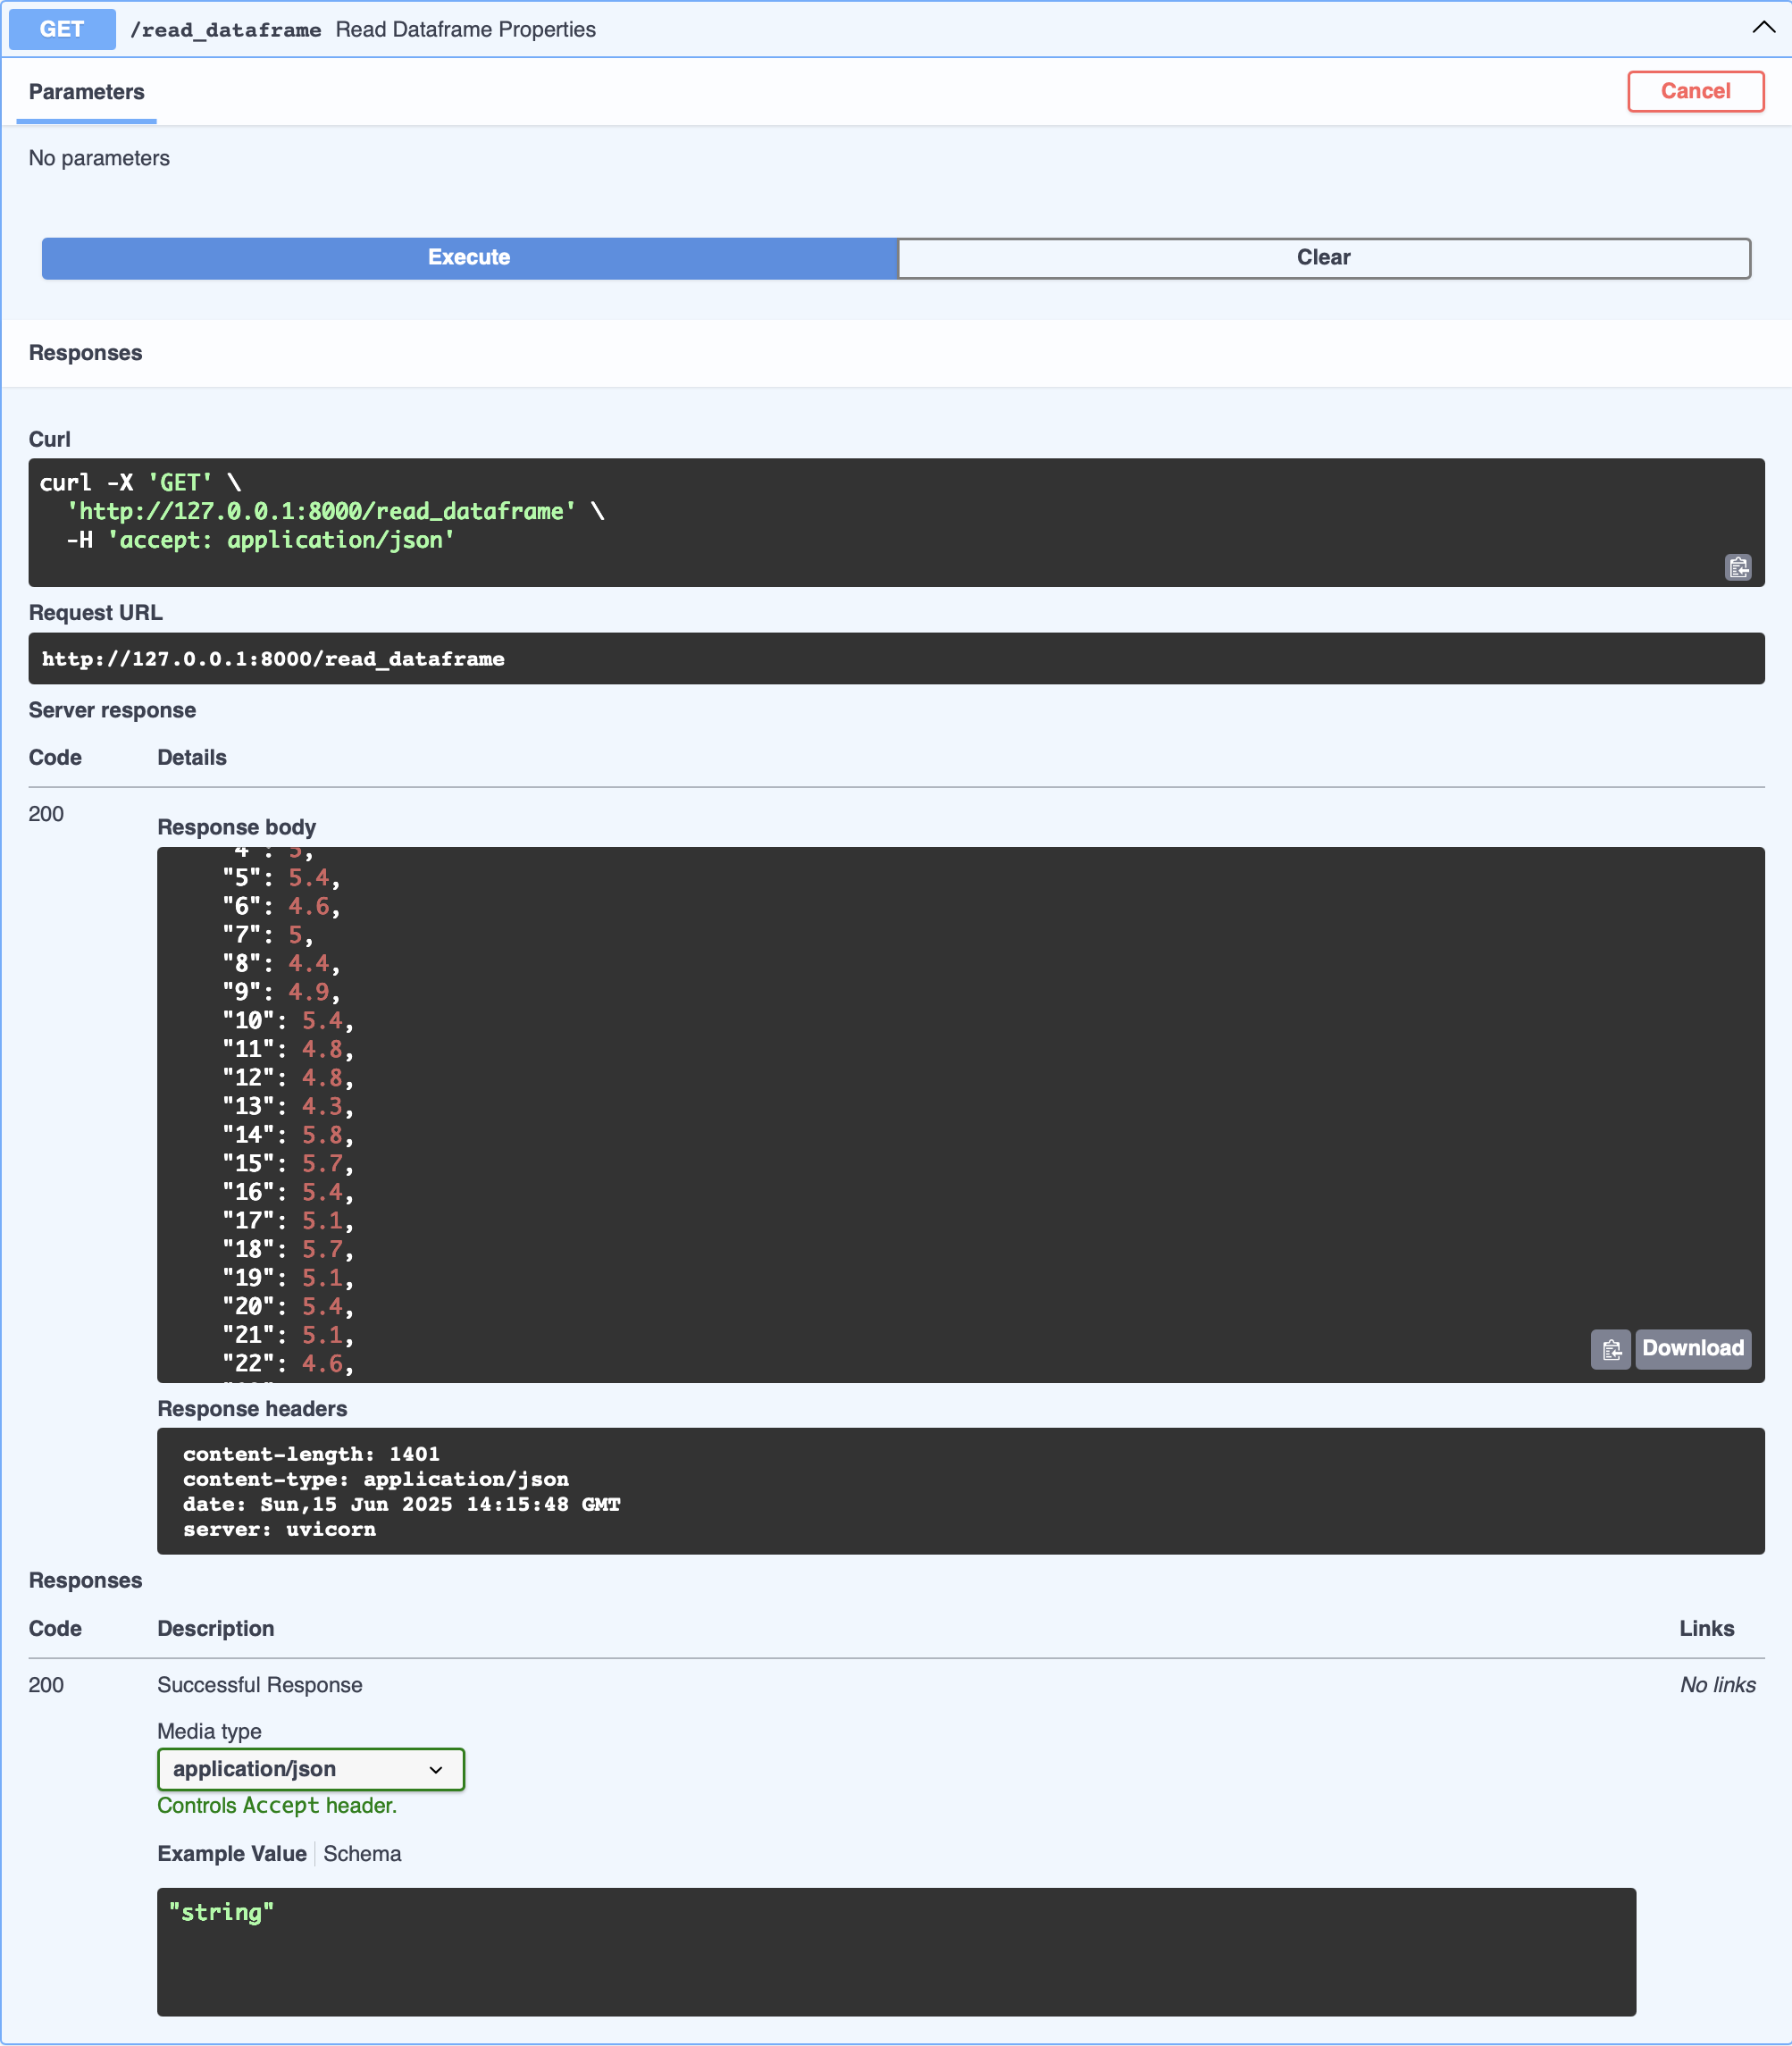 GET /read_dataframe Read Dataframe Properties
Parameters
Cancel
No parameters
Execute
Clear
Responses
Curl
curl -X 'GET' \
  'http://127.0.0.1:8000/read_dataframe' \
  -H 'accept: application/json'
Request URL
http://127.0.0.1:8000/read_dataframe
Server response
Code Details
200
Response body
"4": 5,
"5": 5.4,
"6": 4.6,
"7": 5,
"8": 4.4,
"9": 4.9,
"10": 5.4,
"11": 4.8,
"12": 4.8,
"13": 4.3,
"14": 5.8,
"15": 5.7,
"16": 5.4,
"17": 5.1,
"18": 5.7,
"19": 5.1,
"20": 5.4,
"21": 5.1,
"22": 4.6,
Download
Response headers
content-length: 1401
content-type: application/json
date: Sun,15 Jun 2025 14:15:48 GMT
server: uvicorn
Responses
Code Description Links
200 Successful Response No links
Media type
application/json
Controls Accept header.
Example Value Schema
"string"